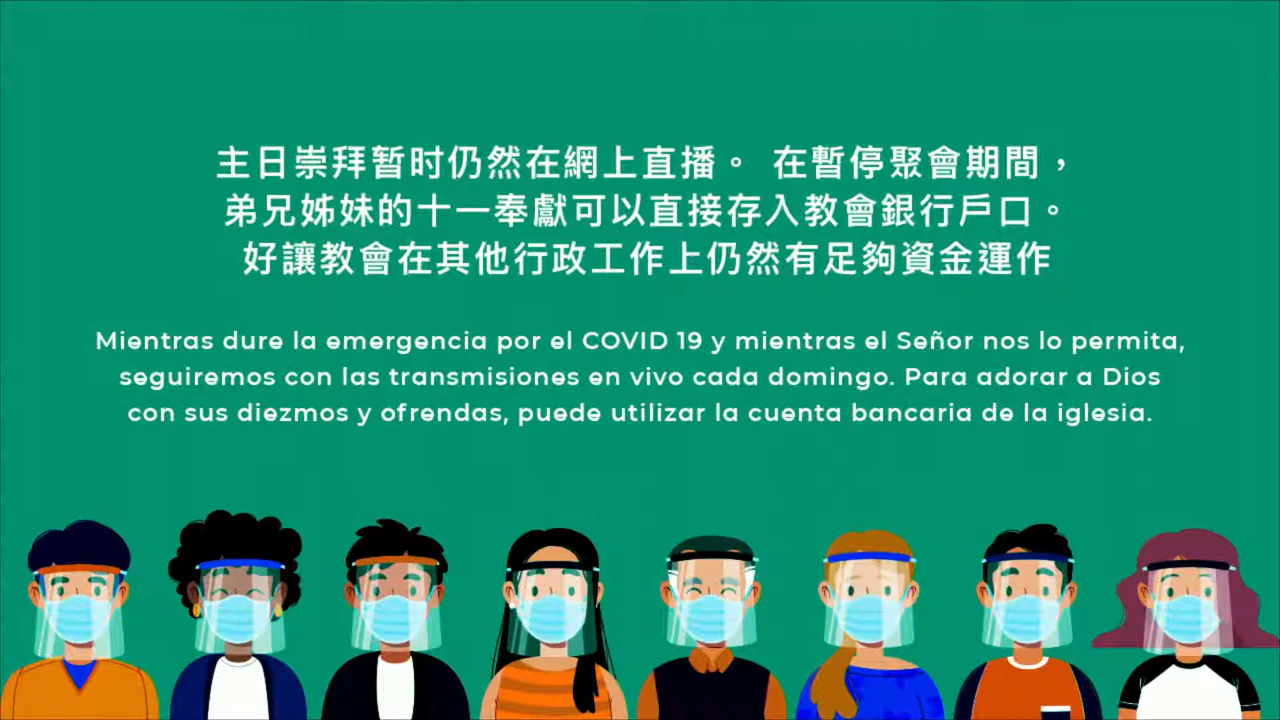 主日崇拜暫时仍然在網上直播。 在暫停聚會期間，
弟兄姊妹的十一奉獻可以直接存入教會銀行戶口。
好讓教會在其他行政工作上仍然有足夠資金運作
Mientras dure la emergencia por el COVID 19 y mientras el Señor nos lo permita,
seguiremos con las transmisiones en vivo cada domingo. Para adorar a Dios
con sus diezmos y ofrendas, puede utilizar la cuenta bancaria de la iglesia.